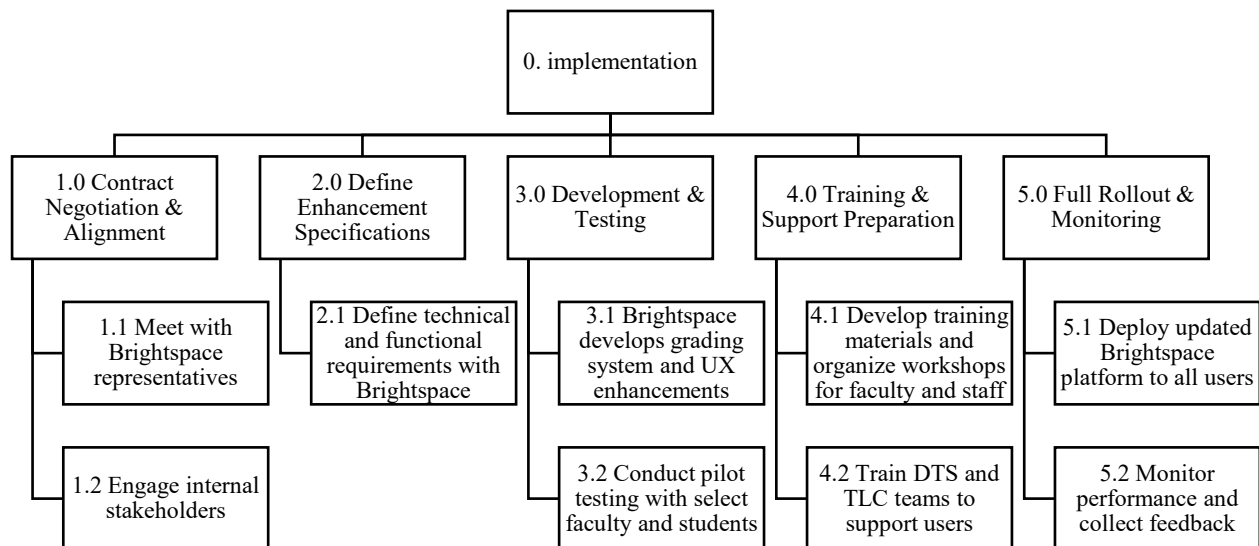 0. implementation
1.0 Contract
Negotiation &
Alignment
1.1 Meet with
Brightspace
representatives
1.2 Engage internal
stakeholders
2.0 Define
Enhancement
Specifications
2.1 Define technical
and functional
requirements with
Brightspace
3.0 Development &
Testing
3.1 Brightspace
develops grading
system and UX
enhancements
3.2 Conduct pilot
testing with select
faculty and students
4.0 Training &
Support Preparation
4.1 Develop training
materials and
organize workshops
for faculty and staff
4.2 Train DTS and
TLC teams to
support users
5.0 Full Rollout &
Monitoring
5.1 Deploy updated
Brightspace
platform to all users
5.2 Monitor
performance and
collect feedback